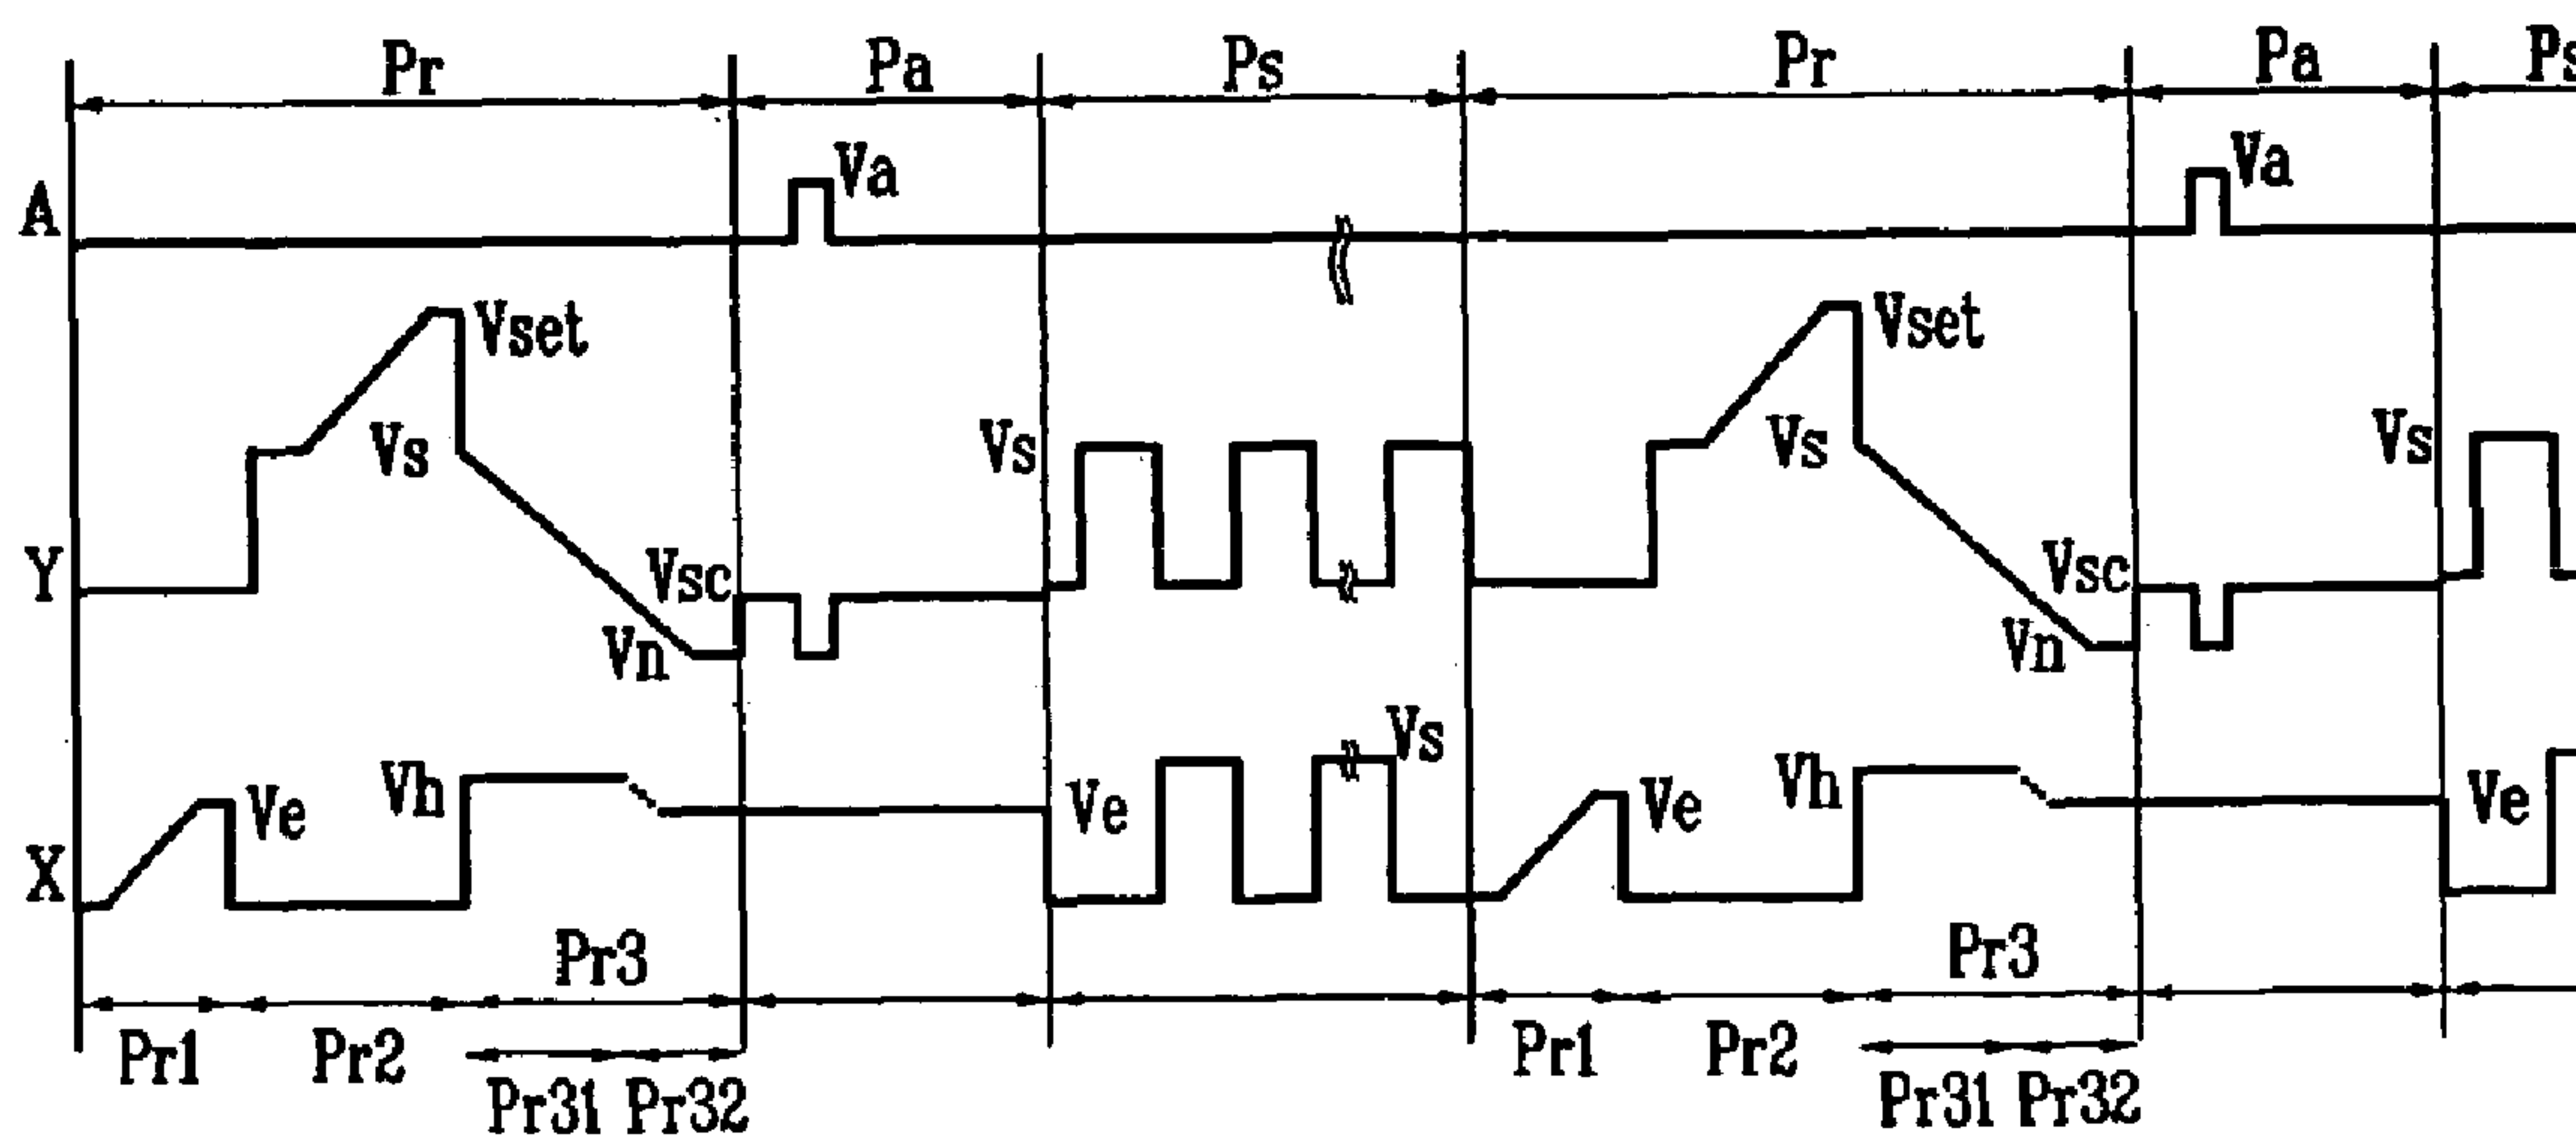 Pr Pa Ps Pr Pa Ps
Va Va
A
Vset Vset
Vs Vs Vs Vs
Y Vsc Vsc
Vn Vn
Vs
Ve Vh Ve Ve Vh Ve
X
Pr3 Pr3
Pr1 Pr2 Pr1 Pr2
Pr31 Pr32 Pr31 Pr32